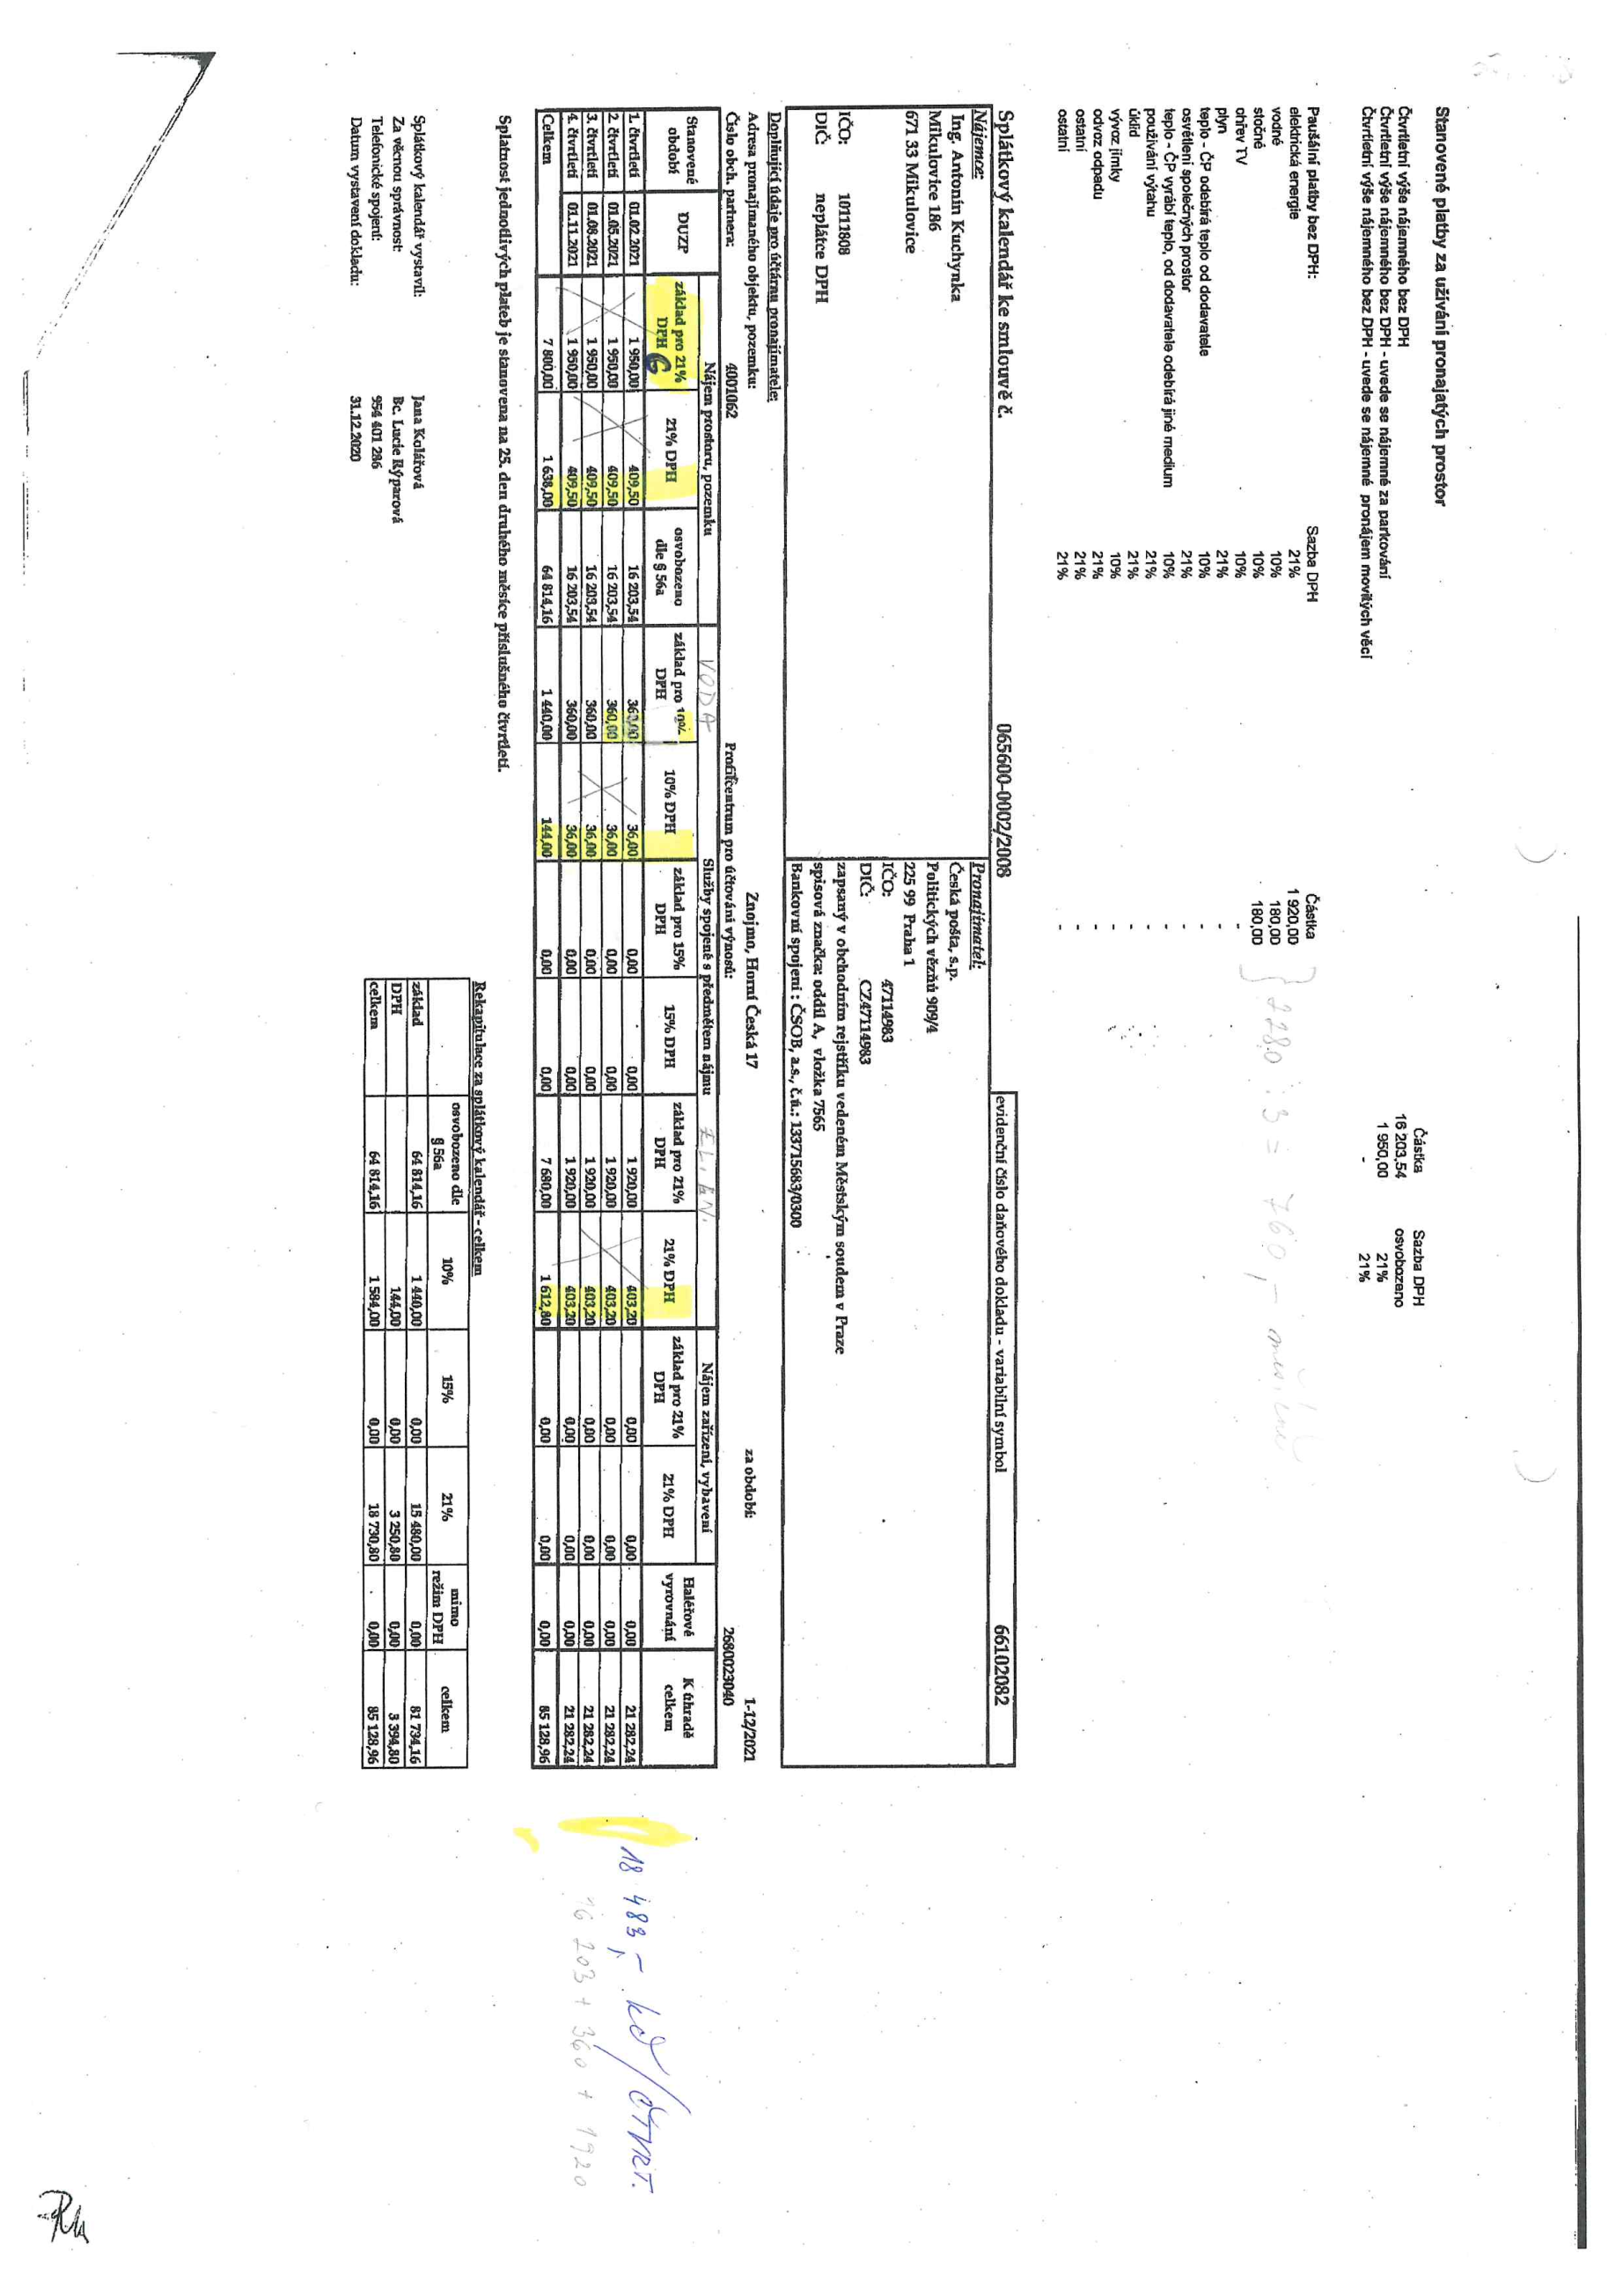 Stanovené platby za užívání pronajatých prostor
Částka Sazba DPH
Čtvrtletní výše nájemného bez DPH 16 203,54 osvobozeno
Čtvrtletní výše nájemného bez DPH - uvede se nájemné za parkování 1 950,00 21%
Čtvrtletní výše nájemného bez DPH - uvede se nájemné pronájem movitých věcí - 21%
Paušální platby bez DPH: Sazba DPH Částka
elektrická energie 21% 1 920,00
vodné 10% 180,00
stočné 10% 180,00
} 2280 : 3 = 760,-
ohřev TV 10% -
plyn 21% -
teplo - ČP odebírá teplo od dodavatele 10% -
osvětlení společných prostor 21% -
teplo - ČP vyrábí teplo, od dodavatele odebírá jiné medium 10% -
používání výtahu 21% -
úklid 21% -
vývoz jímky 10% -
odvoz odpadu 21% -
ostatní 21% -
ostatní 21% -
Splátkový kalendář ke smlouvě č. 065600-0002/2008 evidenční číslo daňového dokladu - variabilní symbol 66102082
Nájemce: Pronajímatel:
Ing. Antonín Kuchynka Česká pošta, s.p.
Mikulovice 186 Politických vězňů 909/4
671 33 Mikulovice 225 99 Praha 1
IČO: 47114983
DIČ: CZ47114983
IČO: 10111808 zapsaný v obchodním rejstříku vedeném Městským soudem v Praze
DIČ: neplátce DPH spisová značka: oddíl A, vložka 7565
Bankovní spojení : ČSOB, a.s., č.ú.: 133715683/0300
Doplňující údaje pro účtárnu pronajímatele:
Adresa pronajímaného objektu, pozemku: Znojmo, Horní Česká 17 za období: 1-12/2021
Číslo obch. partnera: 4001062 Profitcentrum pro účtování výnosů: 2680023040
Stanovené období DUZP Nájem prostoru, pozemku VODA Služby spojené s předmětem nájmu EL. EN. Nájem zařízení, vybavení Haléřové vyrovnání K úhradě celkem
základ pro 21% DPH 21% DPH osvobozeno dle § 56a základ pro 10% DPH 10% DPH základ pro 15% DPH 15% DPH základ pro 21% DPH 21% DPH základ pro 21% DPH 21% DPH
1. čtvrtletí 01.02.2021 1 950,00 409,50 16 203,54 360,00 36,00 0,00 0,00 1 920,00 403,20 0,00 0,00 0,00 21 282,24
2. čtvrtletí 01.05.2021 1 950,00 409,50 16 203,54 360,00 36,00 0,00 0,00 1 920,00 403,20 0,00 0,00 0,00 21 282,24
3. čtvrtletí 01.08.2021 1 950,00 409,50 16 203,54 360,00 36,00 0,00 0,00 1 920,00 403,20 0,00 0,00 0,00 21 282,24
4. čtvrtletí 01.11.2021 1 950,00 409,50 16 203,54 360,00 36,00 0,00 0,00 1 920,00 403,20 0,00 0,00 0,00 21 282,24
Celkem 7 800,00 1 638,00 64 814,16 1 440,00 144,00 0,00 0,00 7 680,00 1 612,80 0,00 0,00 0,00 85 128,96
18 483,- Kč/čtvrt.
16 203 + 360 + 1920
Splatnost jednotlivých plateb je stanovena na 25. den druhého měsíce příslušného čtvrtletí.
Rekapitulace za splátkový kalendář - celkem
osvobozeno dle § 56a 10% 15% 21% mimo režim DPH celkem
základ 64 814,16 1 440,00 0,00 15 480,00 0,00 81 734,16
DPH 144,00 0,00 3 250,80 0,00 3 394,80
celkem 64 814,16 1 584,00 0,00 18 730,80 0,00 85 128,96
Splátkový kalendář vystavil: Jana Kolářová
Za věcnou správnost: Bc. Lucie Rýparová
Telefonické spojení: 954 401 286
Datum vystavení dokladu: 31.12.2020